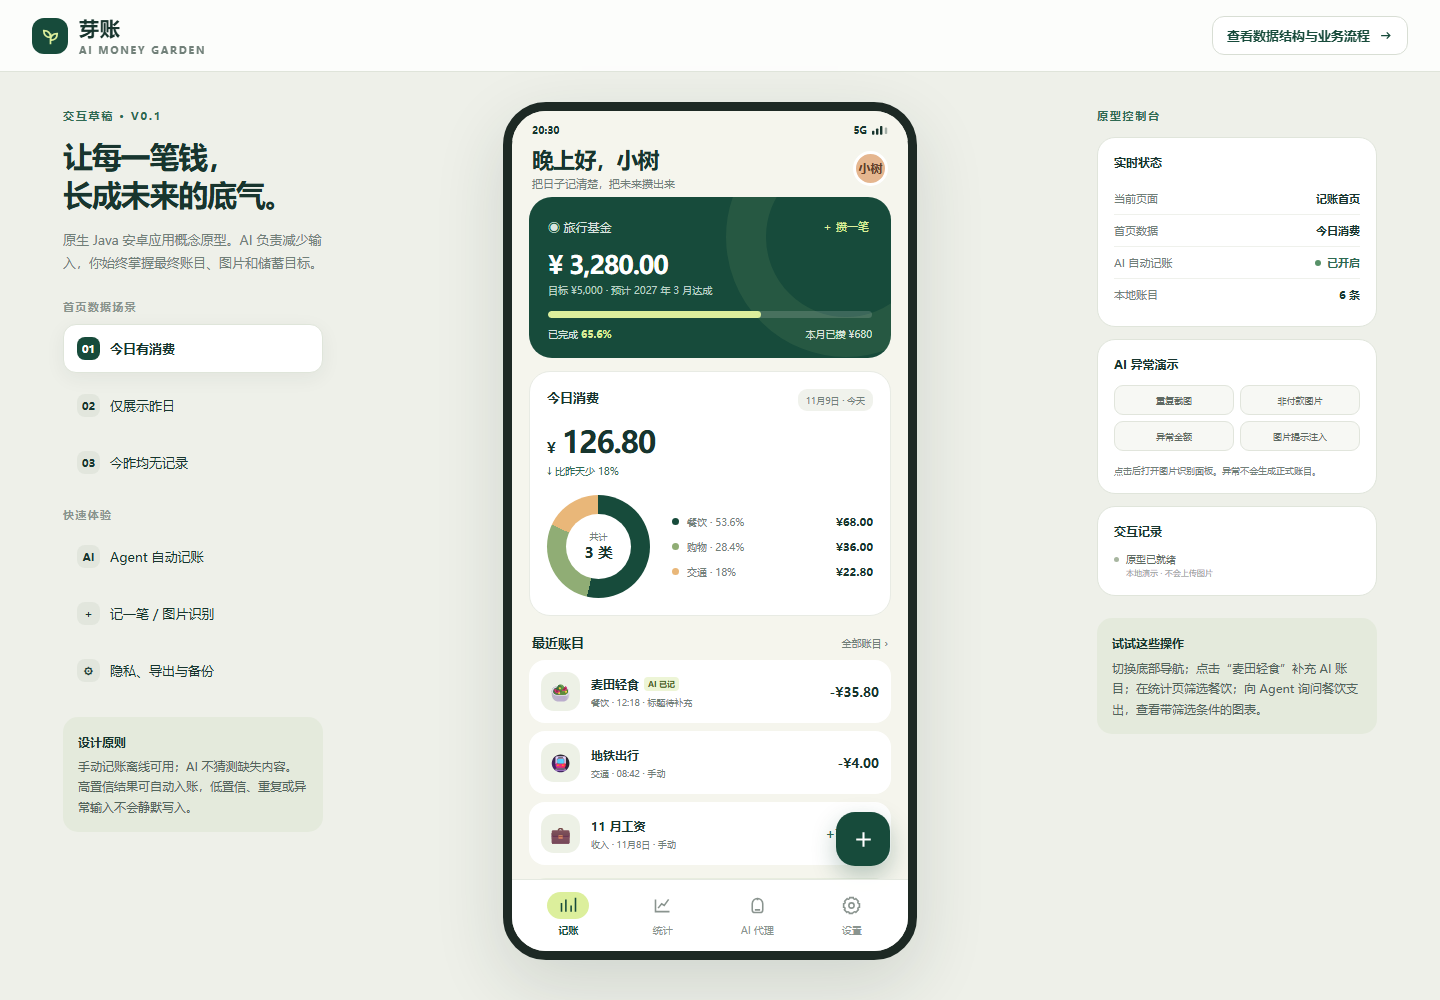 芽账
AI MONEY GARDEN
查看数据结构与业务流程 →
交互草稿 • V0.1
让每一笔钱，
长成未来的底气。
原生 Java 安卓应用概念原型。AI 负责减少输
入，你始终掌握最终账目、图片和储蓄目标。
首页数据场景
01 今日有消费
02 仅展示昨日
03 今昨均无记录
快速体验
AI Agent 自动记账
+ 记一笔 / 图片识别
⚙ 隐私、导出与备份
设计原则
手动记账离线可用；AI 不猜测缺失内容。
高置信结果可自动入账，低置信、重复或异
常输入不会静默写入。
20:30 5G
晚上好，小树
把日子记清楚，把未来攒出来
小树
◉ 旅行基金 + 攒一笔
¥ 3,280.00
目标 ¥5,000 · 预计 2027 年 3 月达成
已完成 65.6% 本月已攒 ¥680
今日消费 11月9日 · 今天
¥ 126.80
↓ 比昨天少 18%
共计
3 类
餐饮 · 53.6% ¥68.00
购物 · 28.4% ¥36.00
交通 · 18% ¥22.80
最近账目 全部账目 ›
麦田轻食 AI 已记 -¥35.80
餐饮 · 12:18 · 标题待补充
地铁出行 -¥4.00
交通 · 08:42 · 手动
11 月工资 +
收入 · 11月8日 · 手动
+
记账 统计 AI 代理 设置
原型控制台
实时状态
当前页面 记账首页
首页数据 今日消费
AI 自动记账 已开启
本地账目 6 条
AI 异常演示
重复截图 非付款图片
异常金额 图片提示注入
点击后打开图片识别面板。异常不会生成正式账目。
交互记录
原型已就绪
本地演示 · 不会上传图片
试试这些操作
切换底部导航；点击“麦田轻食”补充 AI 账
目；在统计页筛选餐饮；向 Agent 询问餐饮支
出，查看带筛选条件的图表。